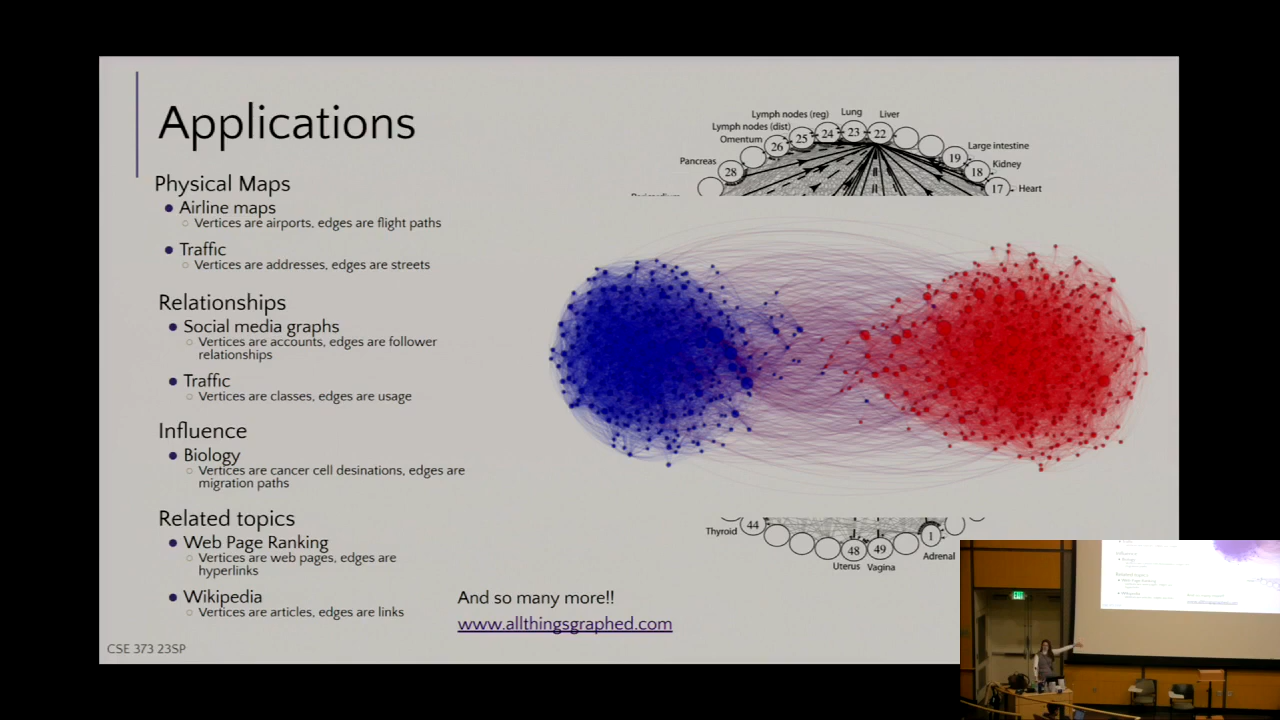 Applications
Physical Maps
Airline maps
Vertices are airports, edges are flight paths
Traffic
Vertices are addresses, edges are streets
Relationships
Social media graphs
Vertices are accounts, edges are follower
relationships
Traffic
Vertices are classes, edges are usage
Influence
Biology
Vertices are cancer cell desinations, edges are
migration paths
Related topics
Web Page Ranking
Vertices are web pages, edges are
hyperlinks
Wikipedia
Vertices are articles, edges are links
And so many more!!
www.allthingsgraphed.com
CSE 373 23SP
Lymph nodes (reg) Lung Liver
Lymph nodes (dist)
Omentum
Pancreas
28 26 25 24 23 22 19 18 17
Large intestine
Kidney
Heart
Thyroid 44
48 49 1
Uterus Vagina Adrenal